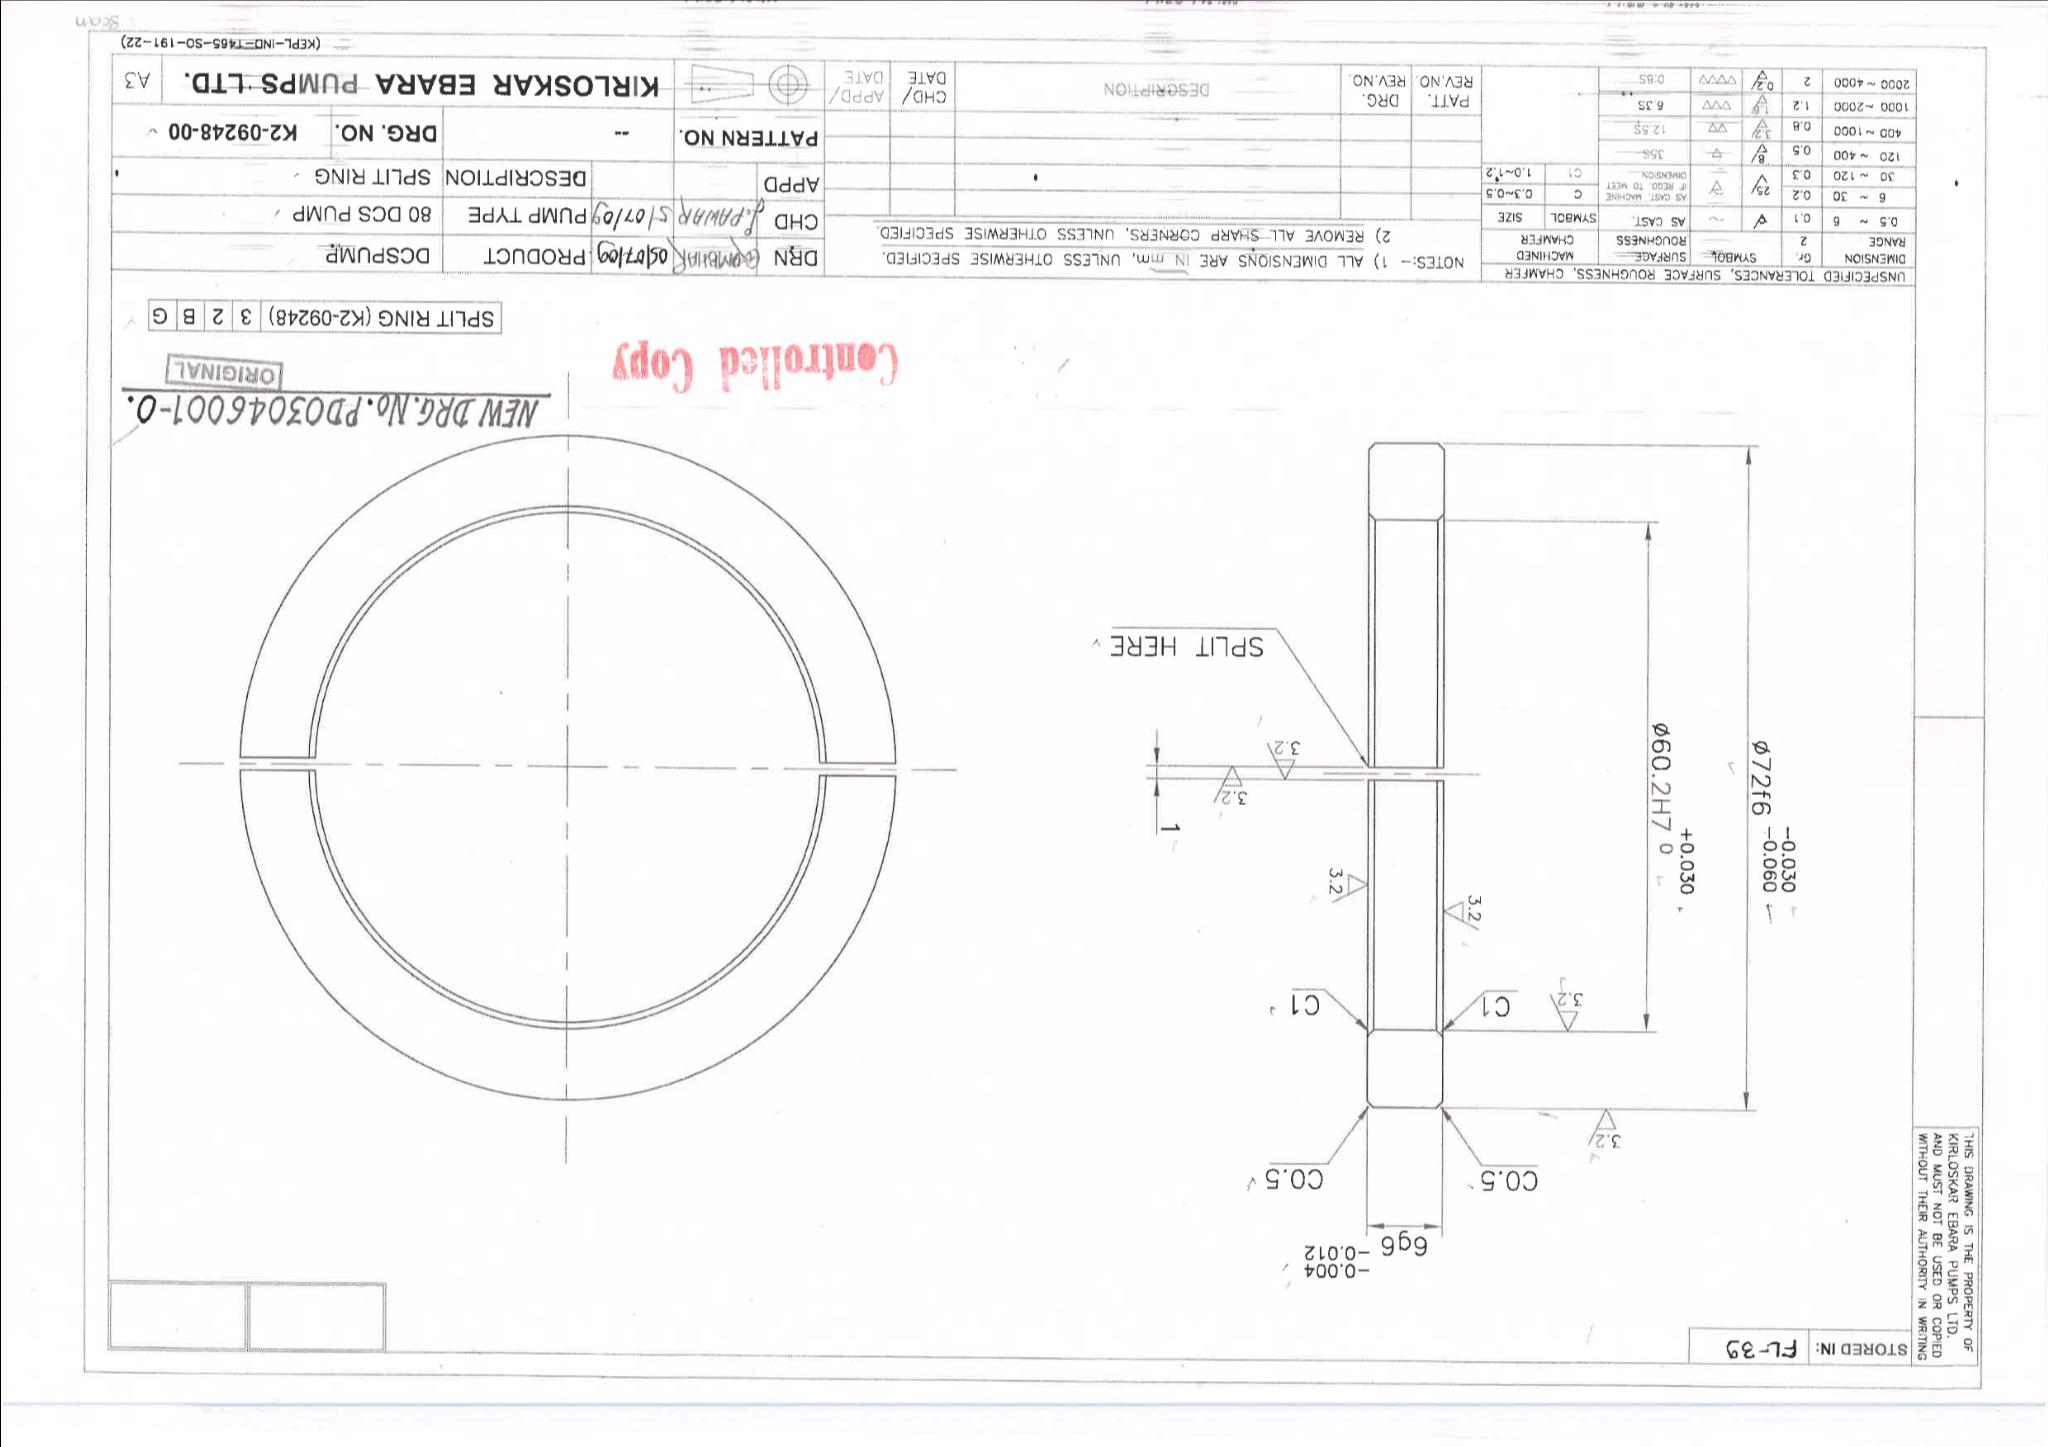 STORED IN: FL-39
THIS DRAWING IS THE PROPERTY OF
KIRLOSKAR EBARA PUMPS LTD.
AND MUST NOT BE USED OR COPIED
WITHOUT THEIR AUTHORITY IN WRITING
6g6 -0.004
-0.012
C0.5
C0.5
3.2
C1
C1
3.2
3.2
3.2
ø72f6 -0.030
-0.060
ø60.2H7 +0.030
0
1
3.2
3.2
SPLIT HERE
NEW DRG.No.PD03046001-0.
ORIGINAL
Controlled Copy
SPLIT RING (K2-09248) 3 2 B G
UNSPECIFIED TOLERANCES, SURFACE ROUGHNESS, CHAMFER
DIMENSION RANGE Gr. 2 SYMBOL SURFACE ROUGHNESS MACHINED CHAMFER
0.5 ~ 6 0.1 ~ AS CAST. SYMBOL SIZE
6 ~ 30 0.2 25 AS CAST. MACHINE IF REQD. TO MEET DIMENSION C 0.3~0.5
30 ~ 120 0.3 C1 1.0~1.2
120 ~ 400 0.5 35S
400 ~ 1000 0.8 3.2 12.5S
1000 ~2000 1.2 1.6 6.3S
2000 ~ 4000 2 0.2 0.8S
NOTES:- 1) ALL DIMENSIONS ARE IN mm, UNLESS OTHERWISE SPECIFIED.
2) REMOVE ALL SHARP CORNERS, UNLESS OTHERWISE SPECIFIED.
PATT. REV.NO. DRG. REV.NO. DESCRIPTION CHD/ DATE APPD/ DATE
DRN 05/07/09 PRODUCT DCSPUMP
CHD PAWAR 5/07/09 PUMP TYPE 80 DCS PUMP
APPD DESCRIPTION SPLIT RING
PATTERN NO. -- DRG. NO. K2-09248-00
KIRLOSKAR EBARA PUMPS LTD. A3
(KEPL-IND-T465-SO-191-22)
scan